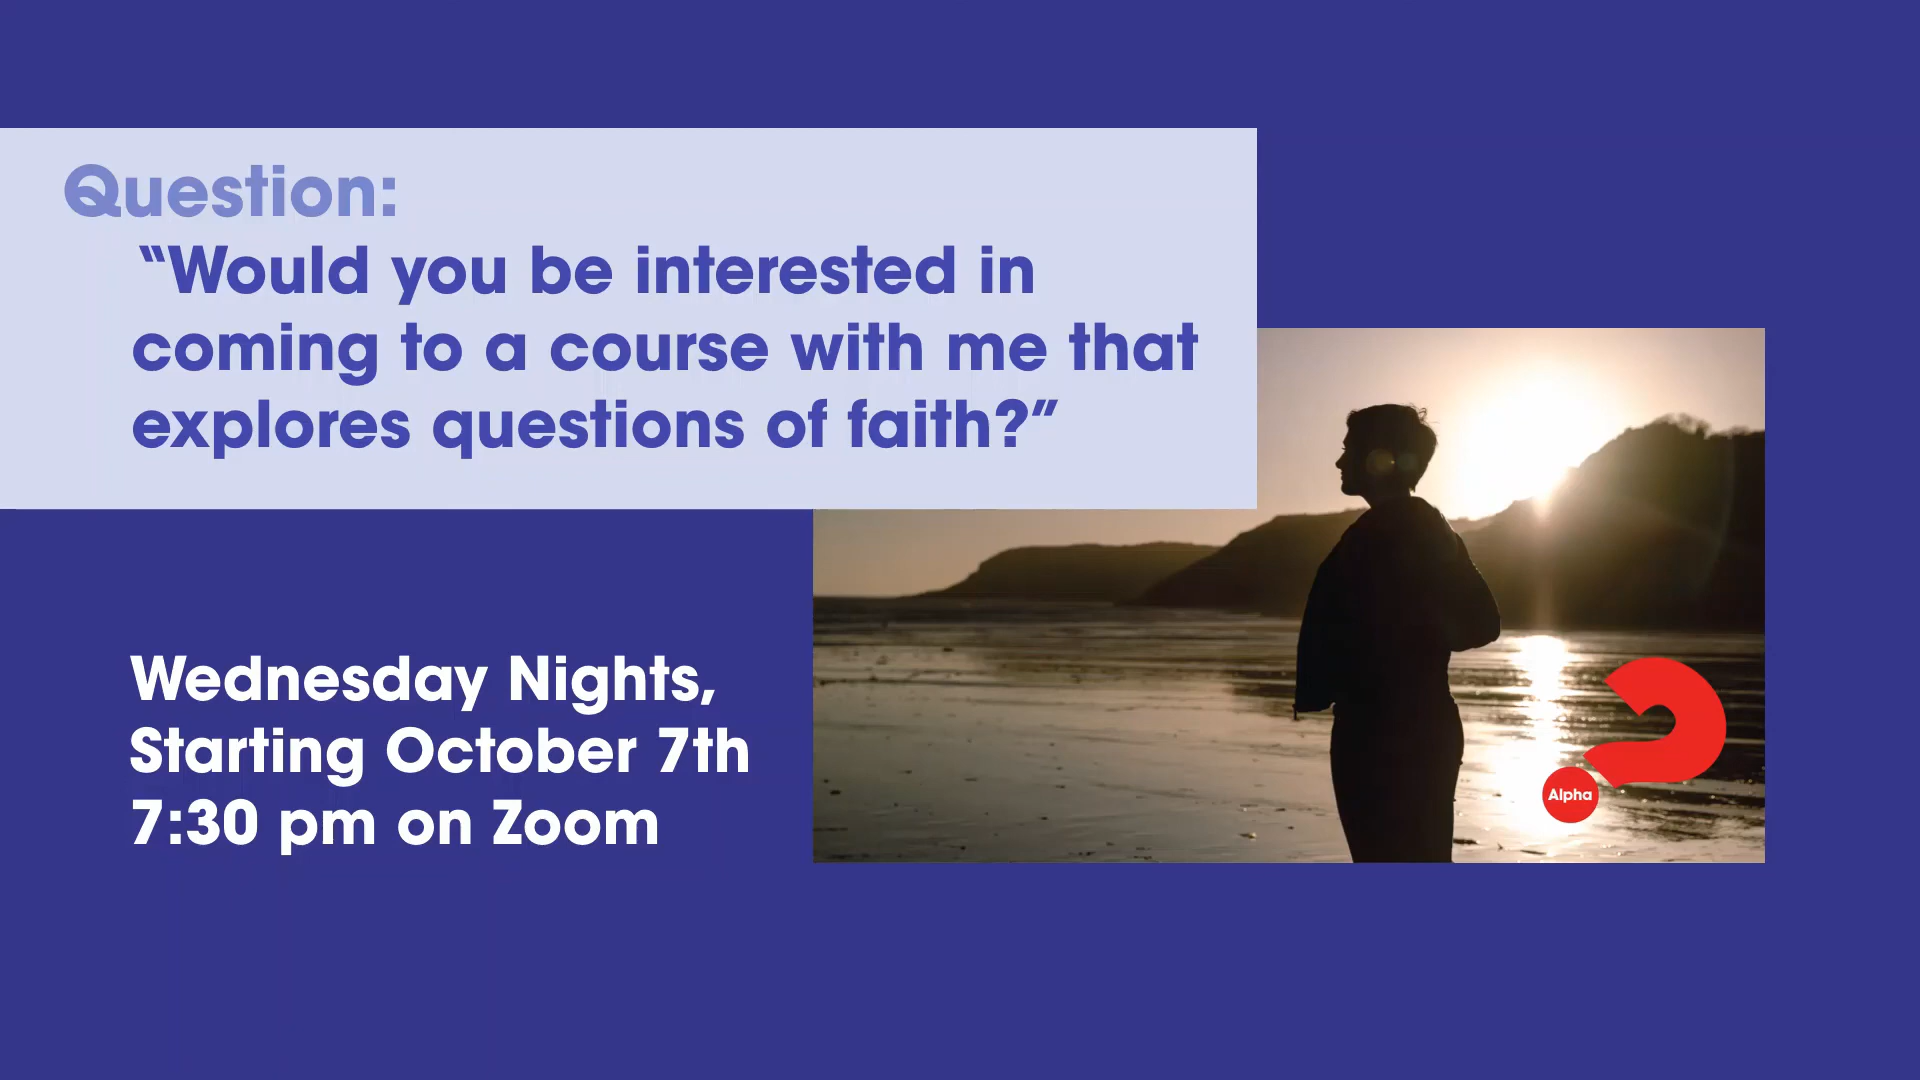 Question:
“Would you be interested in
coming to a course with me that
explores questions of faith?”
Wednesday Nights,
Starting October 7th
7:30 pm on Zoom
Alpha